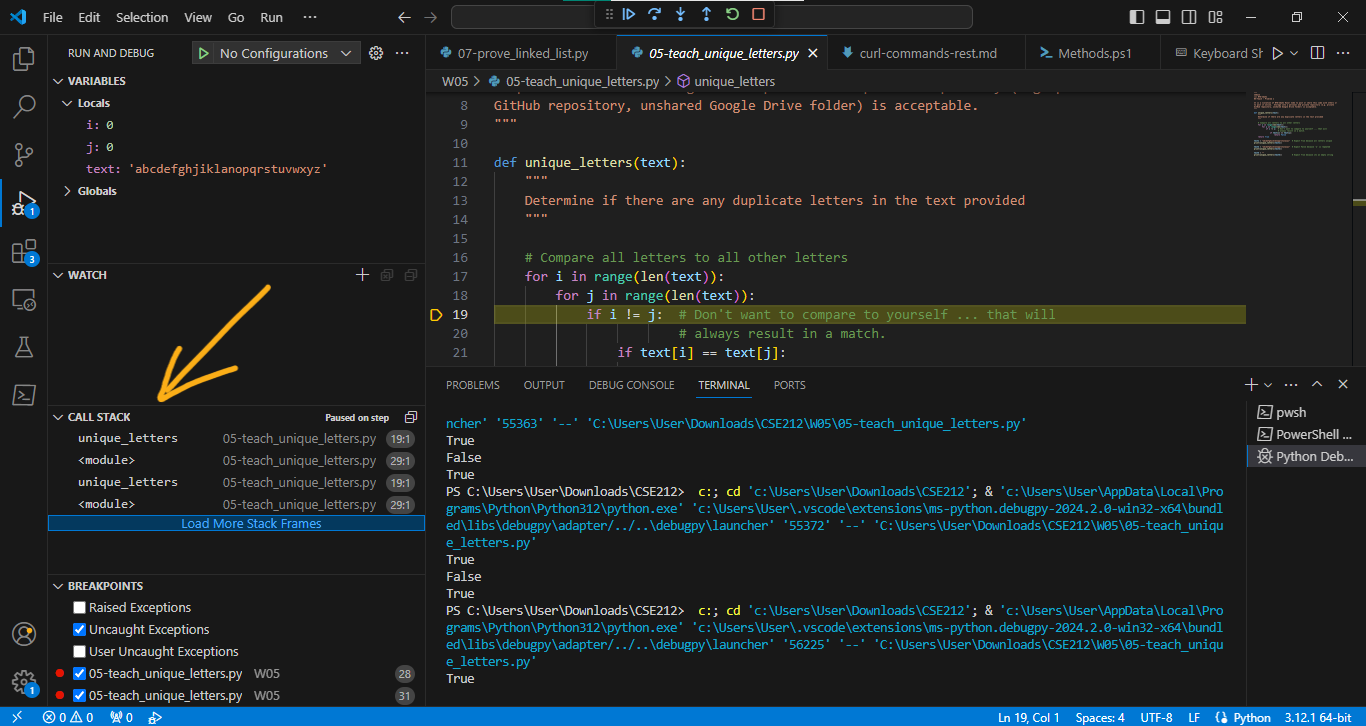 File Edit Selection View Go Run ···
RUN AND DEBUG
No Configurations
VARIABLES
Locals
i: 0
j: 0
text: 'abcdefghjiklanopqrstuvwxyz'
Globals
WATCH
CALL STACK Paused on step
unique_letters 05-teach_unique_letters.py 19:1
<module> 05-teach_unique_letters.py 29:1
unique_letters 05-teach_unique_letters.py 19:1
<module> 05-teach_unique_letters.py 29:1
Load More Stack Frames
BREAKPOINTS
Raised Exceptions
Uncaught Exceptions
User Uncaught Exceptions
05-teach_unique_letters.py W05 28
05-teach_unique_letters.py W05 31
1
3
1
07-prove_linked_list.py 05-teach_unique_letters.py curl-commands-rest.md Methods.ps1 Keyboard Sh
W05 > 05-teach_unique_letters.py > unique_letters
8 GitHub repository, unshared Google Drive folder) is acceptable.
9 """
10
11 def unique_letters(text):
12 """
13 Determine if there are any duplicate letters in the text provided
14 """
15
16 # Compare all letters to all other letters
17 for i in range(len(text)):
18 for j in range(len(text)):
19 if i != j: # Don't want to compare to yourself ... that will
20 # always result in a match.
21 if text[i] == text[j]:
PROBLEMS OUTPUT DEBUG CONSOLE TERMINAL PORTS
ncher' '55363' '--' 'C:\Users\User\Downloads\CSE212\W05\05-teach_unique_letters.py'
True
False
True
PS C:\Users\User\Downloads\CSE212> c:; cd 'c:\Users\User\Downloads\CSE212'; & 'c:\Users\User\AppData\Local\Pro
grams\Python\Python312\python.exe' 'c:\Users\User\.vscode\extensions\ms-python.debugpy-2024.2.0-win32-x64\bundl
ed\libs\debugpy\adapter/../..\debugpy\launcher' '55372' '--' 'C:\Users\User\Downloads\CSE212\W05\05-teach_uniqu
e_letters.py'
True
False
True
PS C:\Users\User\Downloads\CSE212> c:; cd 'c:\Users\User\Downloads\CSE212'; & 'c:\Users\User\AppData\Local\Pro
grams\Python\Python312\python.exe' 'c:\Users\User\.vscode\extensions\ms-python.debugpy-2024.2.0-win32-x64\bundl
ed\libs\debugpy\adapter/../..\debugpy\launcher' '56225' '--' 'C:\Users\User\Downloads\CSE212\W05\05-teach_uniqu
e_letters.py'
True
pwsh
PowerShell ...
Python Deb...
0 0 0 Ln 19, Col 1 Spaces: 4 UTF-8 LF Python 3.12.1 64-bit